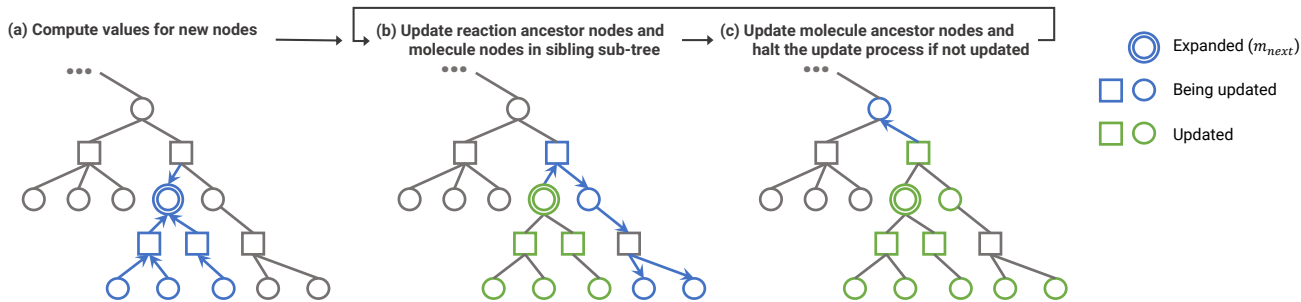 (a) Compute values for new nodes
(b) Update reaction ancestor nodes and
molecule nodes in sibling sub-tree
(c) Update molecule ancestor nodes and
halt the update process if not updated
Expanded (m_next)
Being updated
Updated